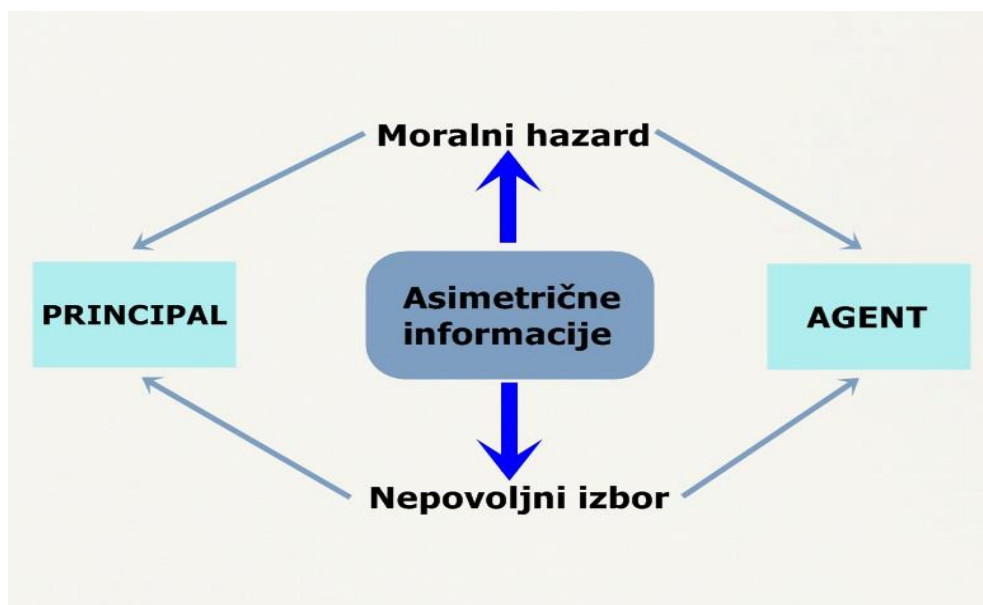 Moralni hazard
PRINCIPAL
Asimetrične
informacije
AGENT
Nepovoljni izbor